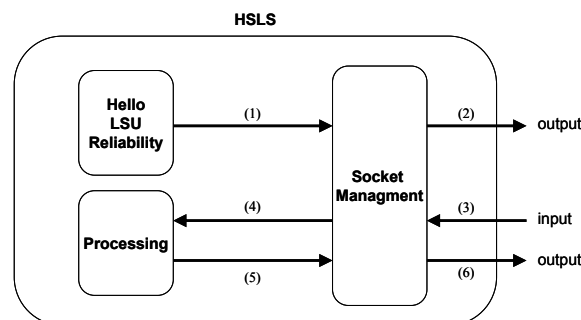 HSLS
Hello
LSU
Reliability
(1)
(2)
output
Socket
Managment
(4)
(3)
input
Processing
(5)
(6)
output